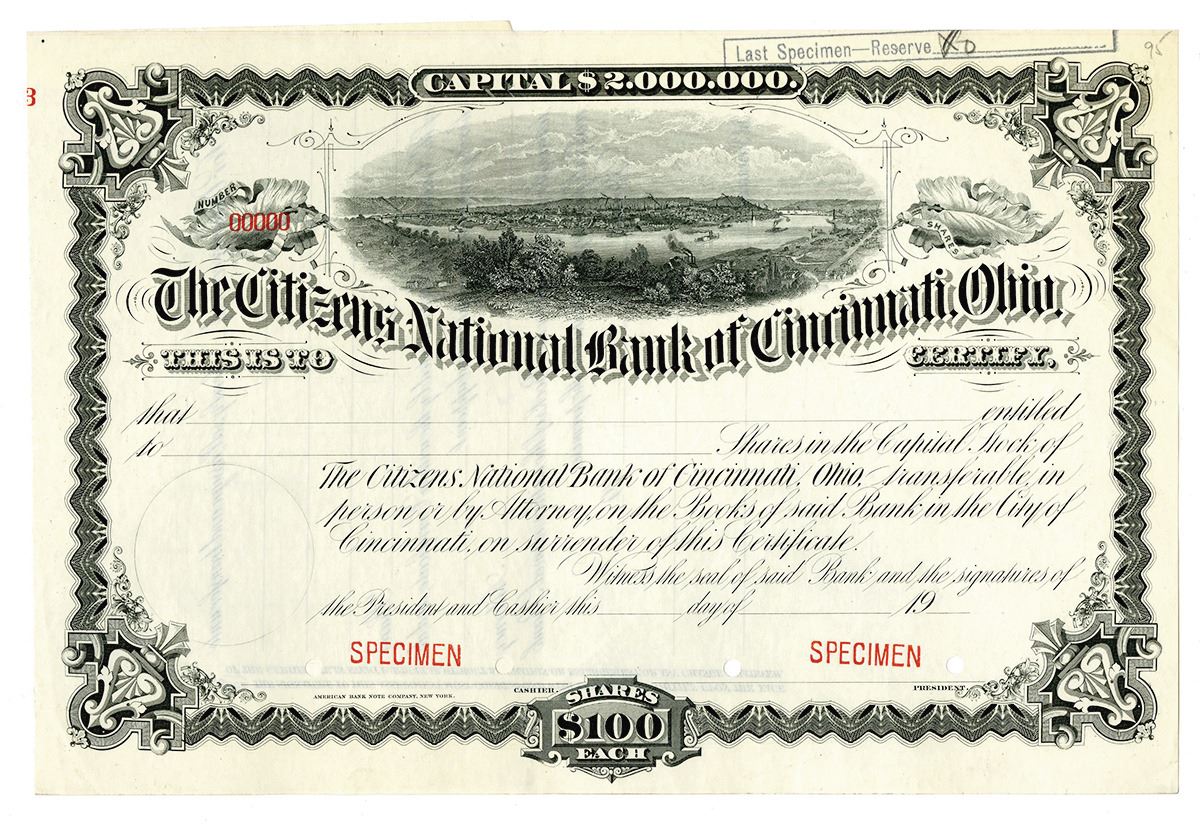 Last Specimen—Reserve
95
3
CAPITAL $2.000.000.
NUMBER
00000
SHARES
The Citizens National Bank of Cincinnati, Ohio.
THIS IS TO CERTIFY,
that entitled
to Shares in the Capital Stock of
The Citizens National Bank of Cincinnati, Ohio, transferable, in
person or by Attorney, on the Books of said Bank, in the City of
Cincinnati, on surrender of this Certificate.
Witness, the seal of said Bank, and the signatures of
the President and Cashier, this day of 19
SPECIMEN SPECIMEN
AMERICAN BANK NOTE COMPANY, NEW YORK. CASHIER. PRESIDENT.
SHARES
$100
EACH